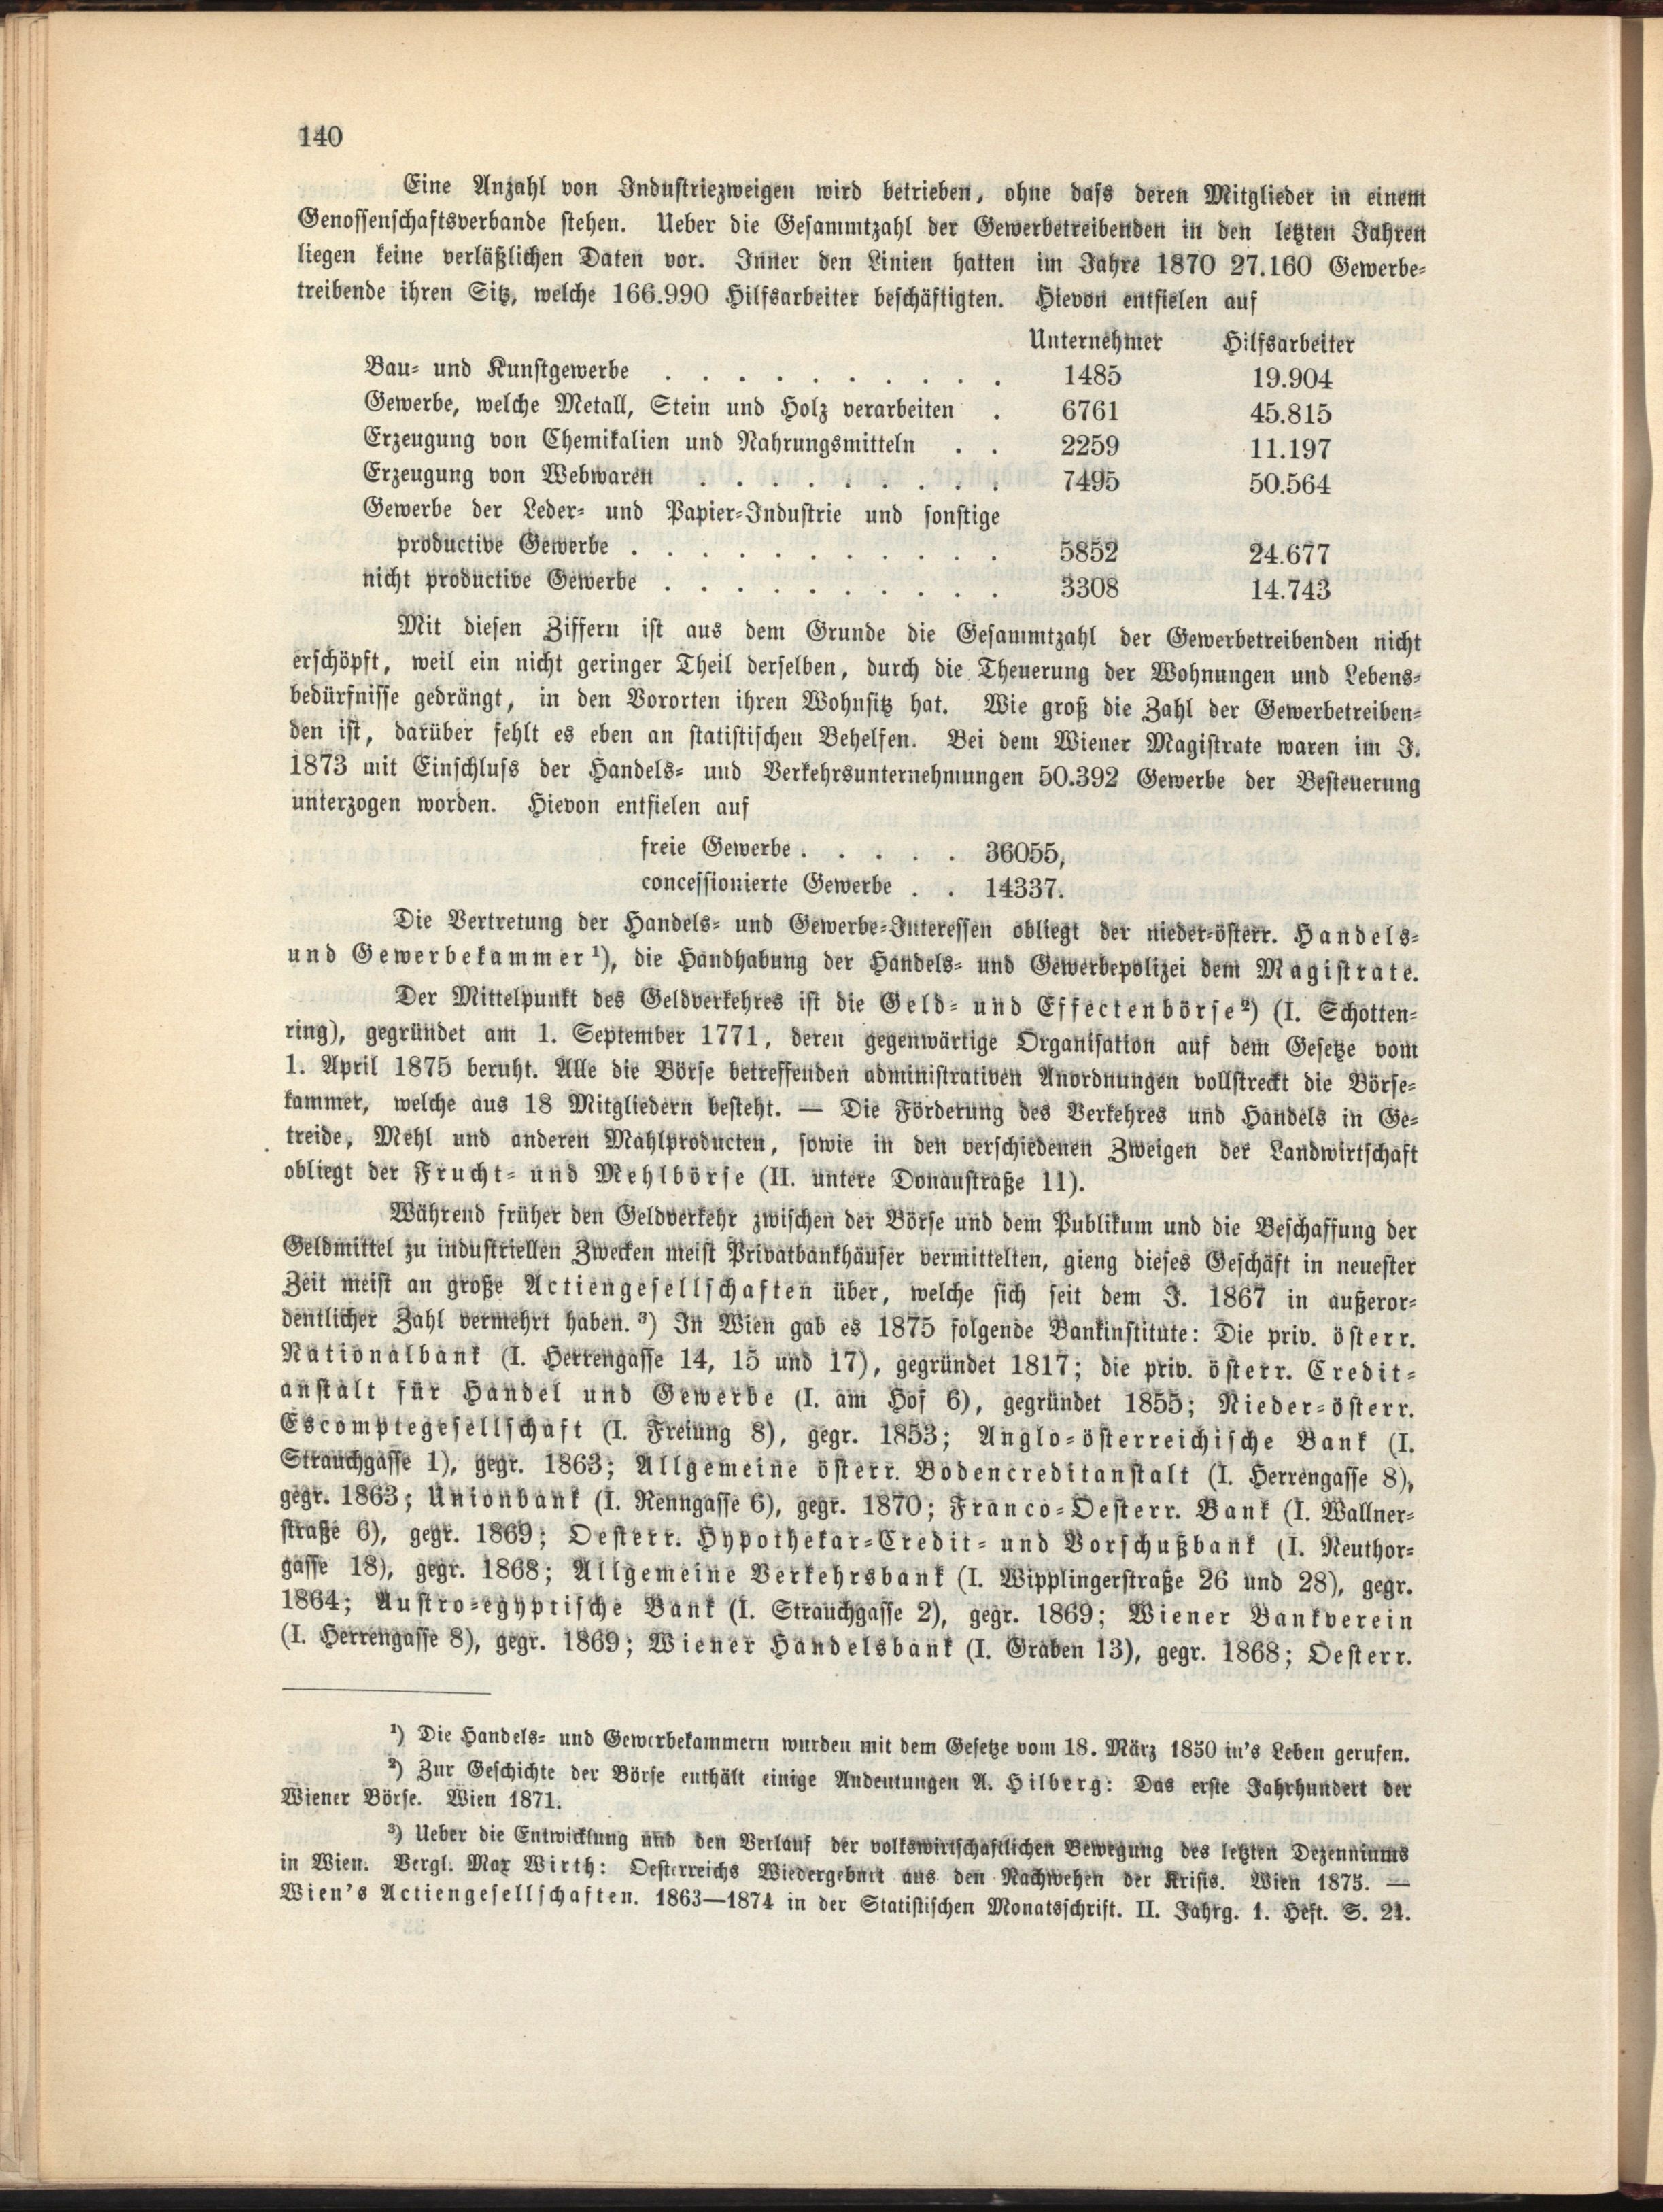 140
Eine Anzahl von Industriezweigen wird betrieben, ohne dass deren Mitglieder in einem
Genossenschaftsverbande stehen. Ueber die Gesammtzahl der Gewerbetreibenden in den letzten Jahren
liegen keine verläßlichen Daten vor. Inner den Linien hatten im Jahre 1870 27.160 Gewerbe-
treibende ihren Sitz, welche 166.990 Hilfsarbeiter beschäftigten. Hievon entfielen auf
Unternehmer Hilfsarbeiter
Bau- und Kunstgewerbe . . . . . . . . . . 1485 19.904
Gewerbe, welche Metall, Stein und Holz verarbeiten . 6761 45.815
Erzeugung von Chemikalien und Nahrungsmitteln . . 2259 11.197
Erzeugung von Webwaren . . . . . . . . . 7495 50.564
Gewerbe der Leder- und Papier-Industrie und sonstige
productive Gewerbe . . . . . . . . . . . 5852 24.677
nicht productive Gewerbe . . . . . . . . . . 3308 14.743
Mit diesen Ziffern ist aus dem Grunde die Gesammtzahl der Gewerbetreibenden nicht
erschöpft, weil ein nicht geringer Theil derselben, durch die Theuerung der Wohnungen und Lebens-
bedürfnisse gedrängt, in den Vororten ihren Wohnsitz hat. Wie groß die Zahl der Gewerbetreiben-
den ist, darüber fehlt es eben an statistischen Behelfen. Bei dem Wiener Magistrate waren im J.
1873 mit Einschluss der Handels- und Verkehrsunternehmungen 50.392 Gewerbe der Besteuerung
unterzogen worden. Hievon entfielen auf
freie Gewerbe . . . . . 36055,
concessionierte Gewerbe . . 14337.
Die Vertretung der Handels- und Gewerbe-Interessen obliegt der nieder-österr. Handels-
und Gewerbekammer¹), die Handhabung der Handels- und Gewerbepolizei dem Magistrate.
Der Mittelpunkt des Geldverkehres ist die Geld- und Effectenbörse²) (I. Schotten-
ring), gegründet am 1. September 1771, deren gegenwärtige Organisation auf dem Gesetze vom
1. April 1875 beruht. Alle die Börse betreffenden administrativen Anordnungen vollstreckt die Börse-
kammer, welche aus 18 Mitgliedern besteht. — Die Förderung des Verkehres und Handels in Ge-
treide, Mehl und anderen Mahlproducten, sowie in den verschiedenen Zweigen der Landwirtschaft
obliegt der Frucht- und Mehlbörse (II. untere Donaustraße 11).
Während früher den Geldverkehr zwischen der Börse und dem Publikum und die Beschaffung der
Geldmittel zu industriellen Zwecken meist Privatbankhäuser vermittelten, gieng dieses Geschäft in neuester
Zeit meist an große Actiengesellschaften über, welche sich seit dem J. 1867 in außeror-
dentlicher Zahl vermehrt haben.³) In Wien gab es 1875 folgende Bankinstitute: Die priv. österr.
Nationalbank (I. Herrengasse 14, 15 und 17), gegründet 1817; die priv. österr. Credit-
anstalt für Handel und Gewerbe (I. am Hof 6), gegründet 1855; Nieder-österr.
Escomptegesellschaft (I. Freiung 8), gegr. 1853; Anglo-österreichische Bank (I.
Strauchgasse 1), gegr. 1863; Allgemeine österr. Bodencreditanstalt (I. Herrengasse 8),
gegr. 1863; Unionbank (I. Renngasse 6), gegr. 1870; Franco-Oesterr. Bank (I. Wallner-
straße 6), gegr. 1869; Oesterr. Hypothekar-Credit- und Vorschußbank (I. Neuthor-
gasse 18), gegr. 1868; Allgemeine Verkehrsbank (I. Wipplingerstraße 26 und 28), gegr.
1864; Austro-egyptische Bank (I. Strauchgasse 2), gegr. 1869; Wiener Bankverein
(I. Herrengasse 8), gegr. 1869; Wiener Handelsbank (I. Graben 13), gegr. 1868; Oesterr.
¹) Die Handels- und Gewerbekammern wurden mit dem Gesetze vom 18. März 1850 in's Leben gerufen.
²) Zur Geschichte der Börse enthält einige Andeutungen A. Hilberg: Das erste Jahrhundert der
Wiener Börse. Wien 1871.
³) Ueber die Entwicklung und den Verlauf der volkswirtschaftlichen Bewegung des letzten Dezenniums
in Wien. Vergl. Max Wirth: Oesterreichs Wiedergeburt aus den Nachwehen der Krisis. Wien 1875. —
Wien's Actiengesellschaften. 1863—1874 in der Statistischen Monatsschrift. II. Jahrg. 1. Heft. S. 24.